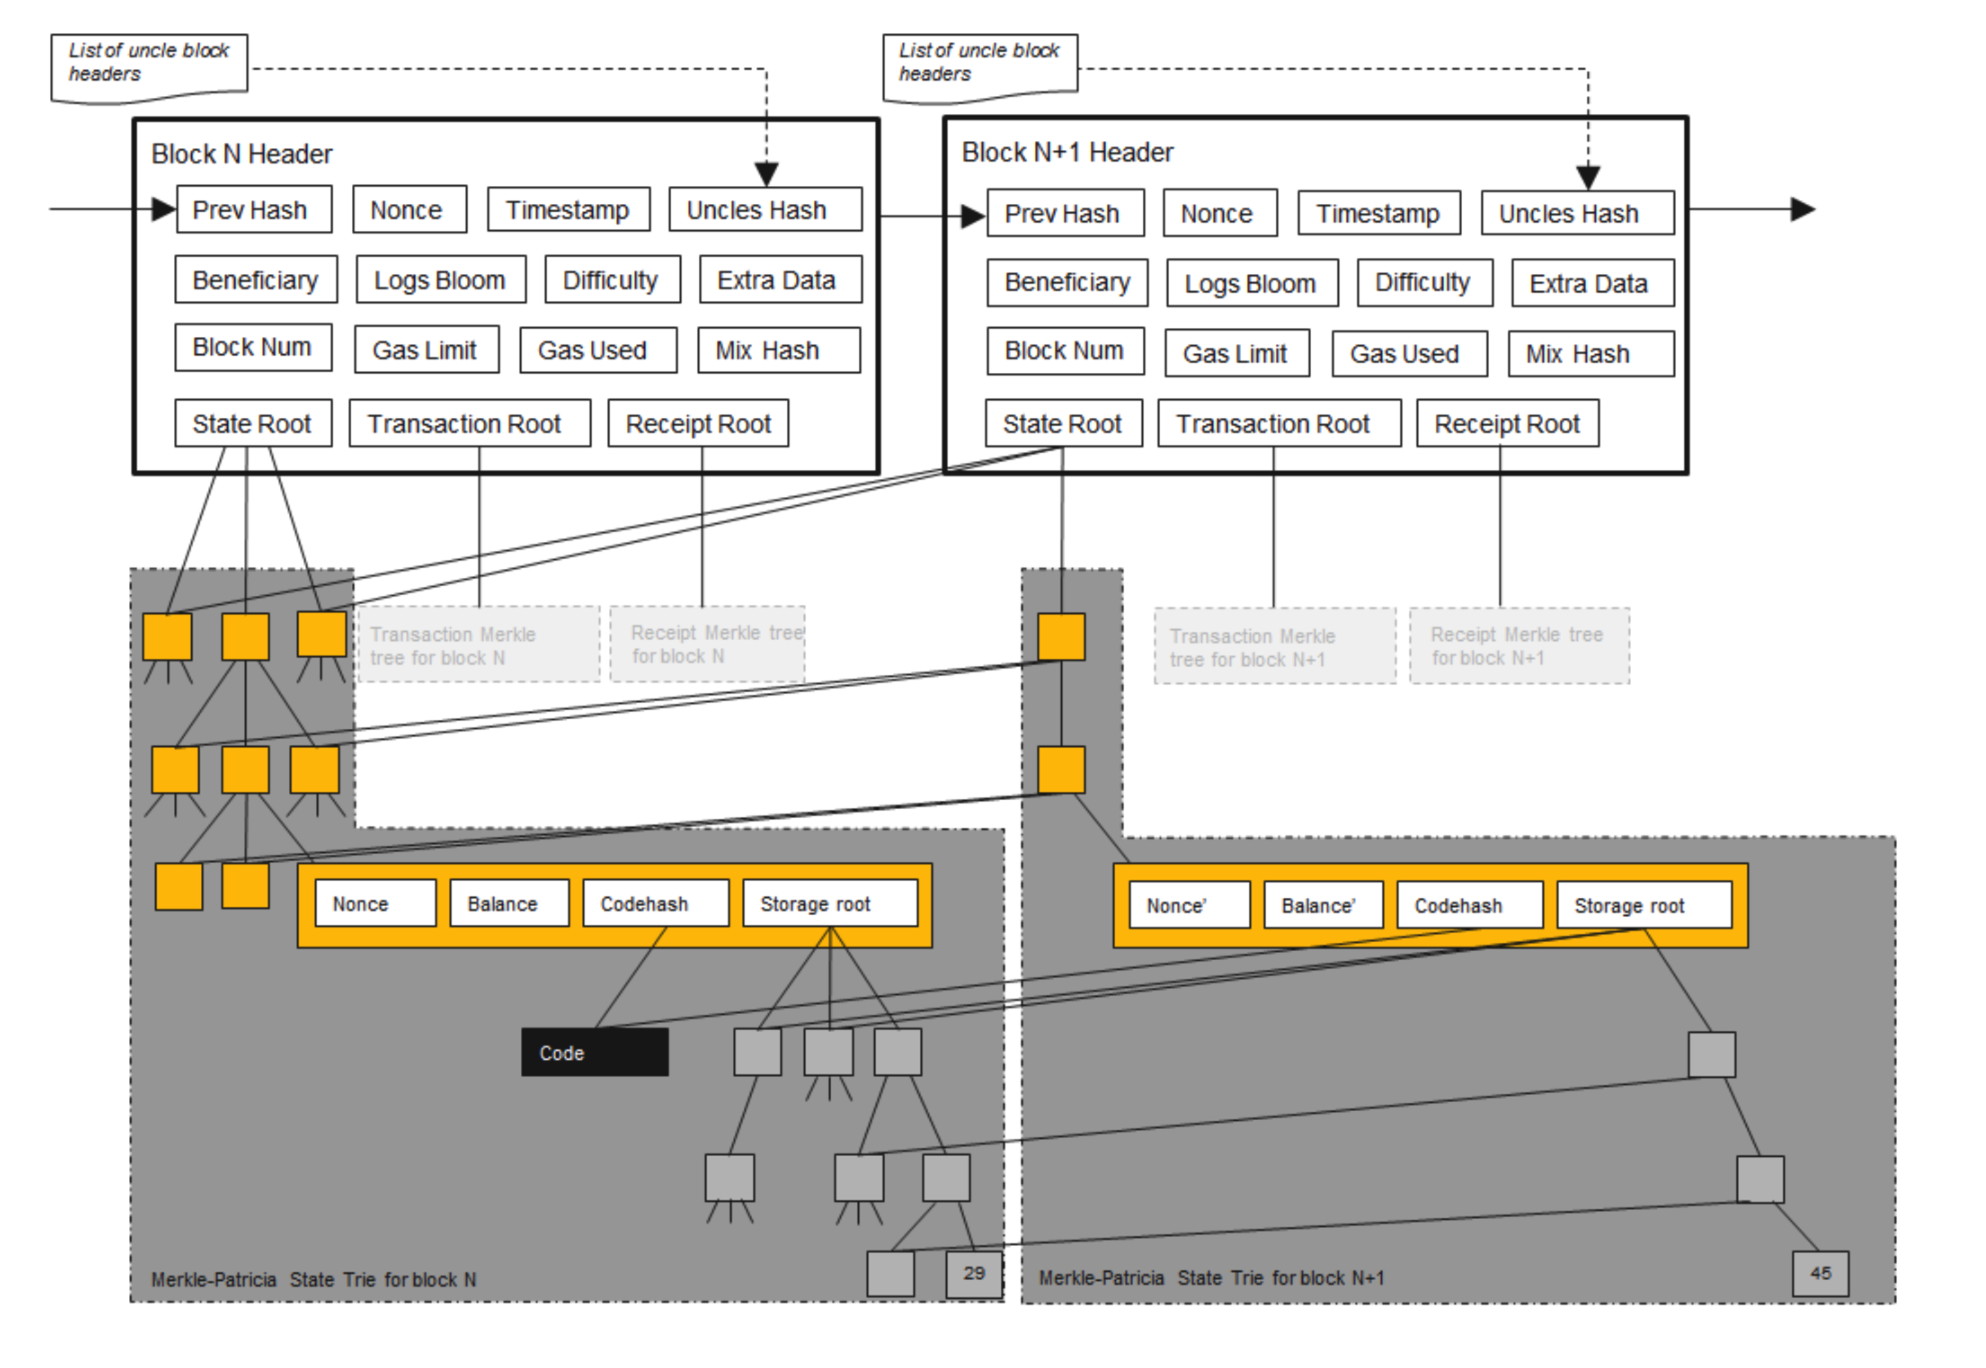 List of uncle block
headers
List of uncle block
headers
Block N Header
Prev Hash
Nonce
Timestamp
Uncles Hash
Beneficiary
Logs Bloom
Difficulty
Extra Data
Block Num
Gas Limit
Gas Used
Mix Hash
State Root
Transaction Root
Receipt Root
Block N+1 Header
Prev Hash
Nonce
Timestamp
Uncles Hash
Beneficiary
Logs Bloom
Difficulty
Extra Data
Block Num
Gas Limit
Gas Used
Mix Hash
State Root
Transaction Root
Receipt Root
Transaction Merkle
tree for block N
Receipt Merkle tree
for block N
Transaction Merkle
tree for block N+1
Receipt Merkle tree
for block N+1
Nonce
Balance
Codehash
Storage root
Nonce'
Balance'
Codehash
Storage root
Code
29
45
Merkle-Patricia State Trie for block N
Merkle-Patricia State Trie for block N+1